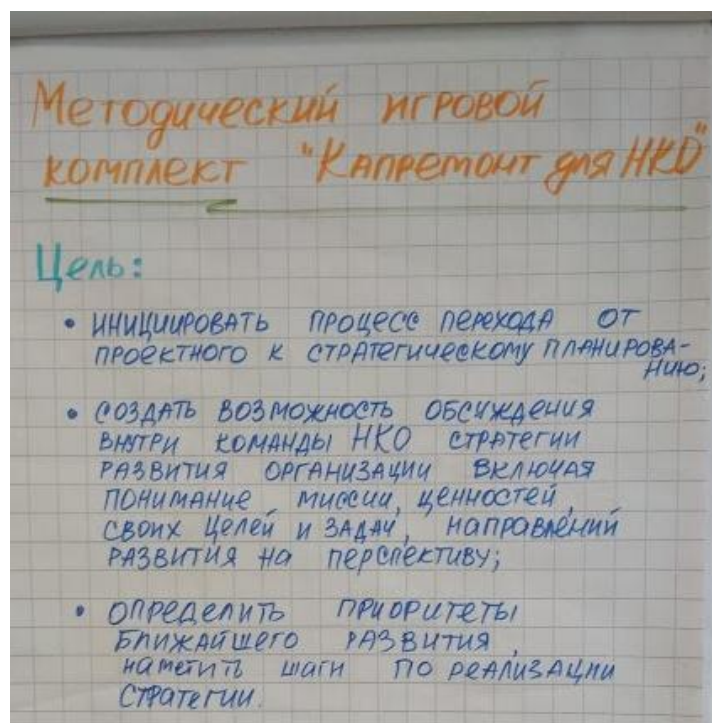 Методический игровой
комплект "Капремонт для НКО"
Цель:
• инициировать процесс перехода от
проектного к стратегическому планирова-
нию;
• создать возможность обсуждения
внутри команды НКО стратегии
развития организации включая
понимание миссии, ценностей,
своих целей и задач, направлений
развития на перспективу;
• определить приоритеты
ближайшего развития,
наметить шаги по реализации
стратегии.